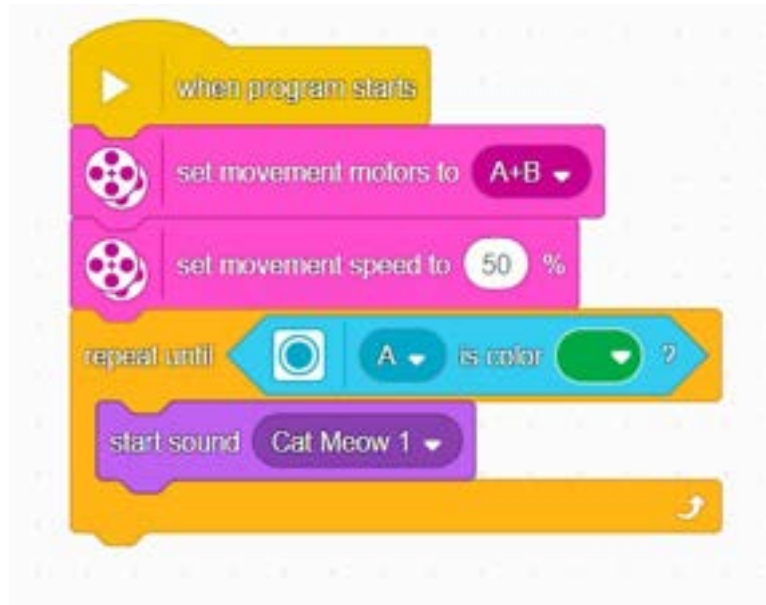 when program starts
set movement motors to A+B
set movement speed to 50 %
repeat until A is color ?
start sound Cat Meow 1